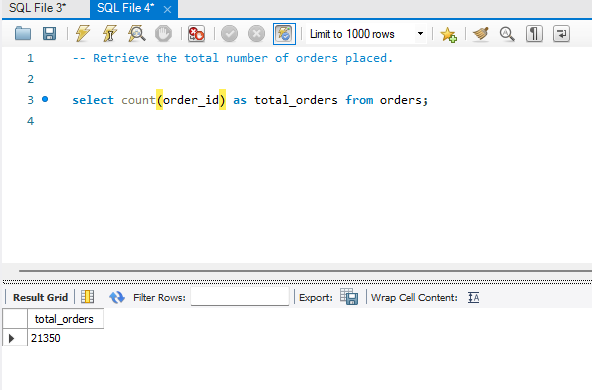 SQL File 3* SQL File 4*
Limit to 1000 rows
1 -- Retrieve the total number of orders placed.
2
3 select count(order_id) as total_orders from orders;
4
Result Grid Filter Rows: Export: Wrap Cell Content:
total_orders
21350